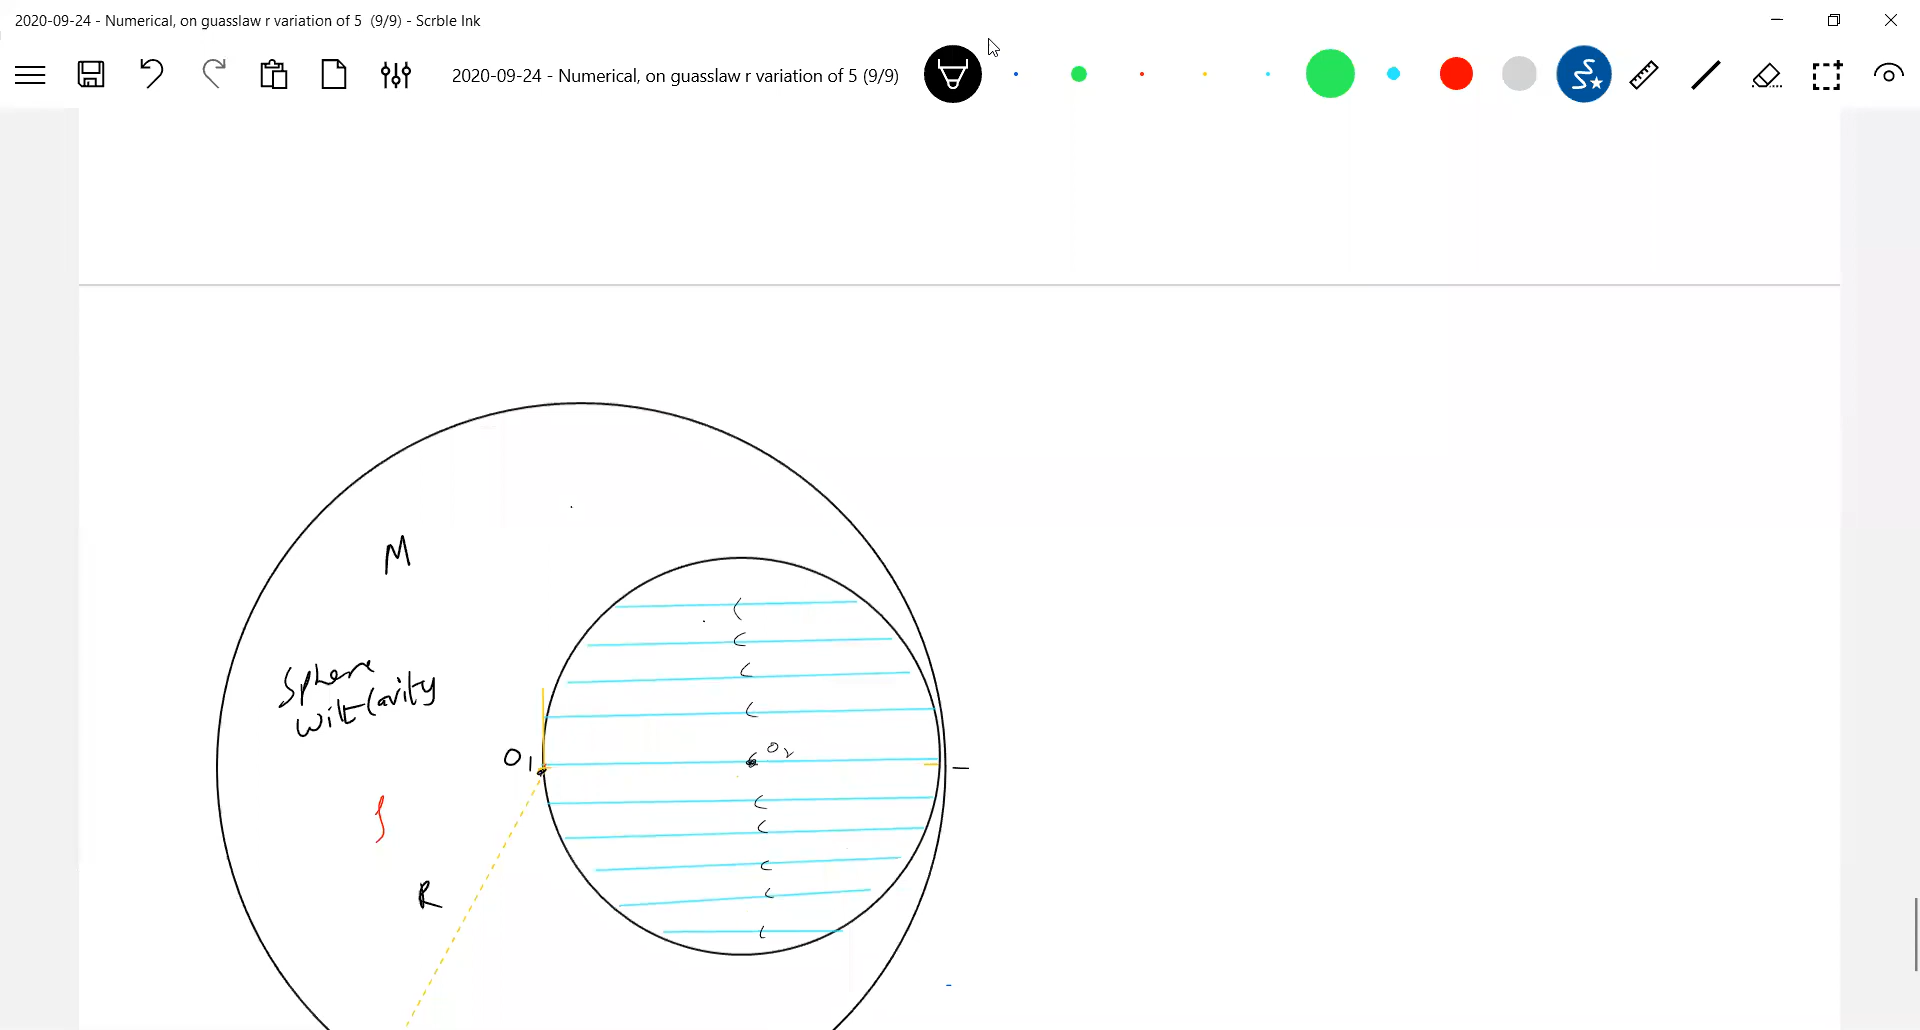 2020-09-24 - Numerical, on guasslaw r variation of 5  (9/9) - Scrble Ink
2020-09-24 - Numerical, on guasslaw r variation of 5 (9/9)
M
Sphere
with Cavity
O₁
O₂
R